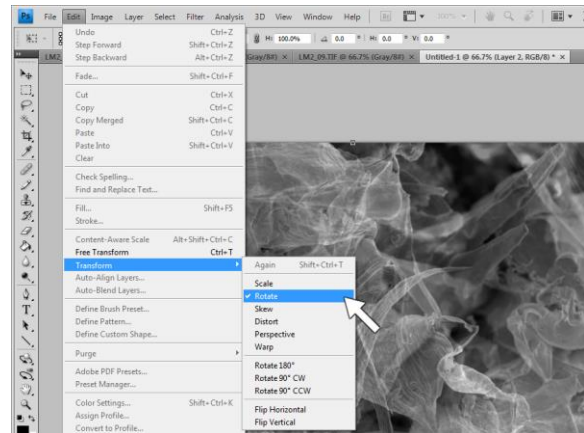 Ps File Edit Image Layer Select Filter Analysis 3D View Window Help Br 100%
H: 100.0% 0.0 ° H: 0.0 ° V: 0.0 °
LM2_ (Gray/8#) × LM2_09.TIF @ 66.7% (Gray/8#) × Untitled-1 @ 66.7% (Layer 2, RGB/8) * ×
Undo Ctrl+Z
Step Forward Shift+Ctrl+Z
Step Backward Alt+Ctrl+Z
Fade... Shift+Ctrl+F
Cut Ctrl+X
Copy Ctrl+C
Copy Merged Shift+Ctrl+C
Paste Ctrl+V
Paste Into Shift+Ctrl+V
Clear
Check Spelling...
Find and Replace Text...
Fill... Shift+F5
Stroke...
Content-Aware Scale Alt+Shift+Ctrl+C
Free Transform Ctrl+T
Transform
Auto-Align Layers...
Auto-Blend Layers...
Define Brush Preset...
Define Pattern...
Define Custom Shape...
Purge
Adobe PDF Presets...
Preset Manager...
Color Settings... Shift+Ctrl+K
Assign Profile...
Convert to Profile...
Again Shift+Ctrl+T
Scale
Rotate
Skew
Distort
Perspective
Warp
Rotate 180°
Rotate 90° CW
Rotate 90° CCW
Flip Horizontal
Flip Vertical